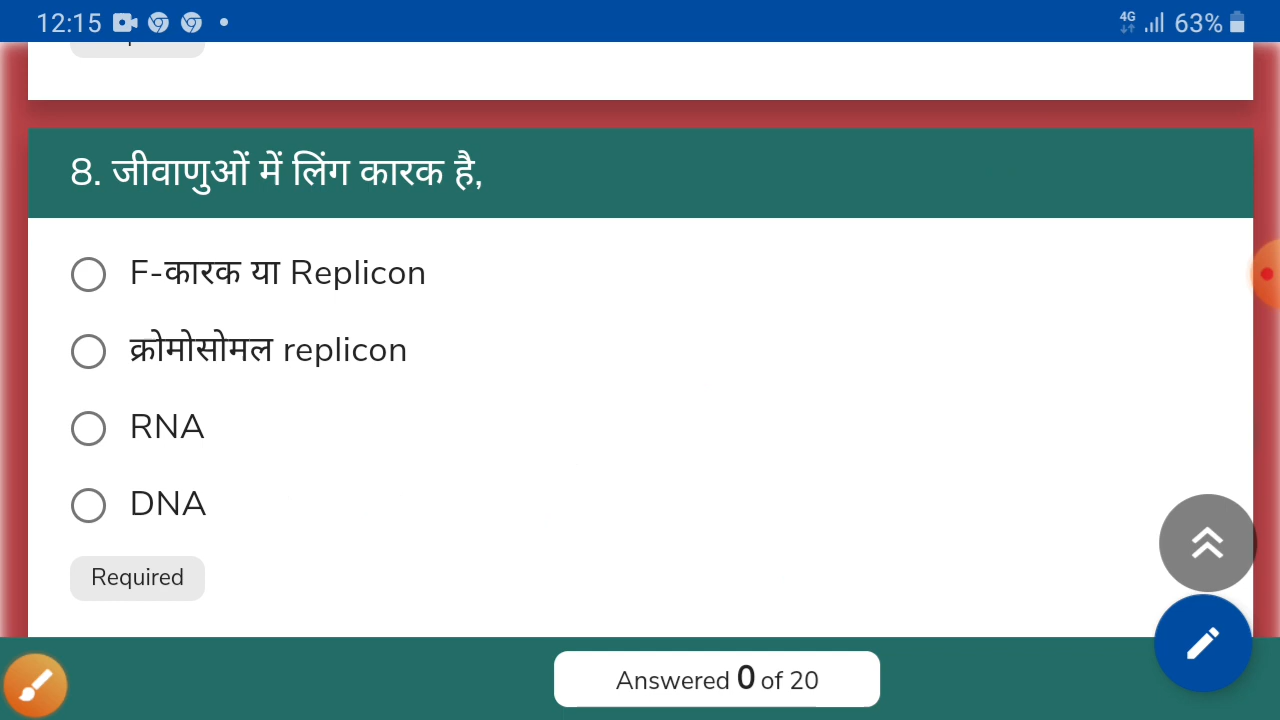 12:15 4G 63%
8. जीवाणुओं में लिंग कारक है,
F-कारक या Replicon
क्रोमोसोमल replicon
RNA
DNA
Required
Answered 0 of 20